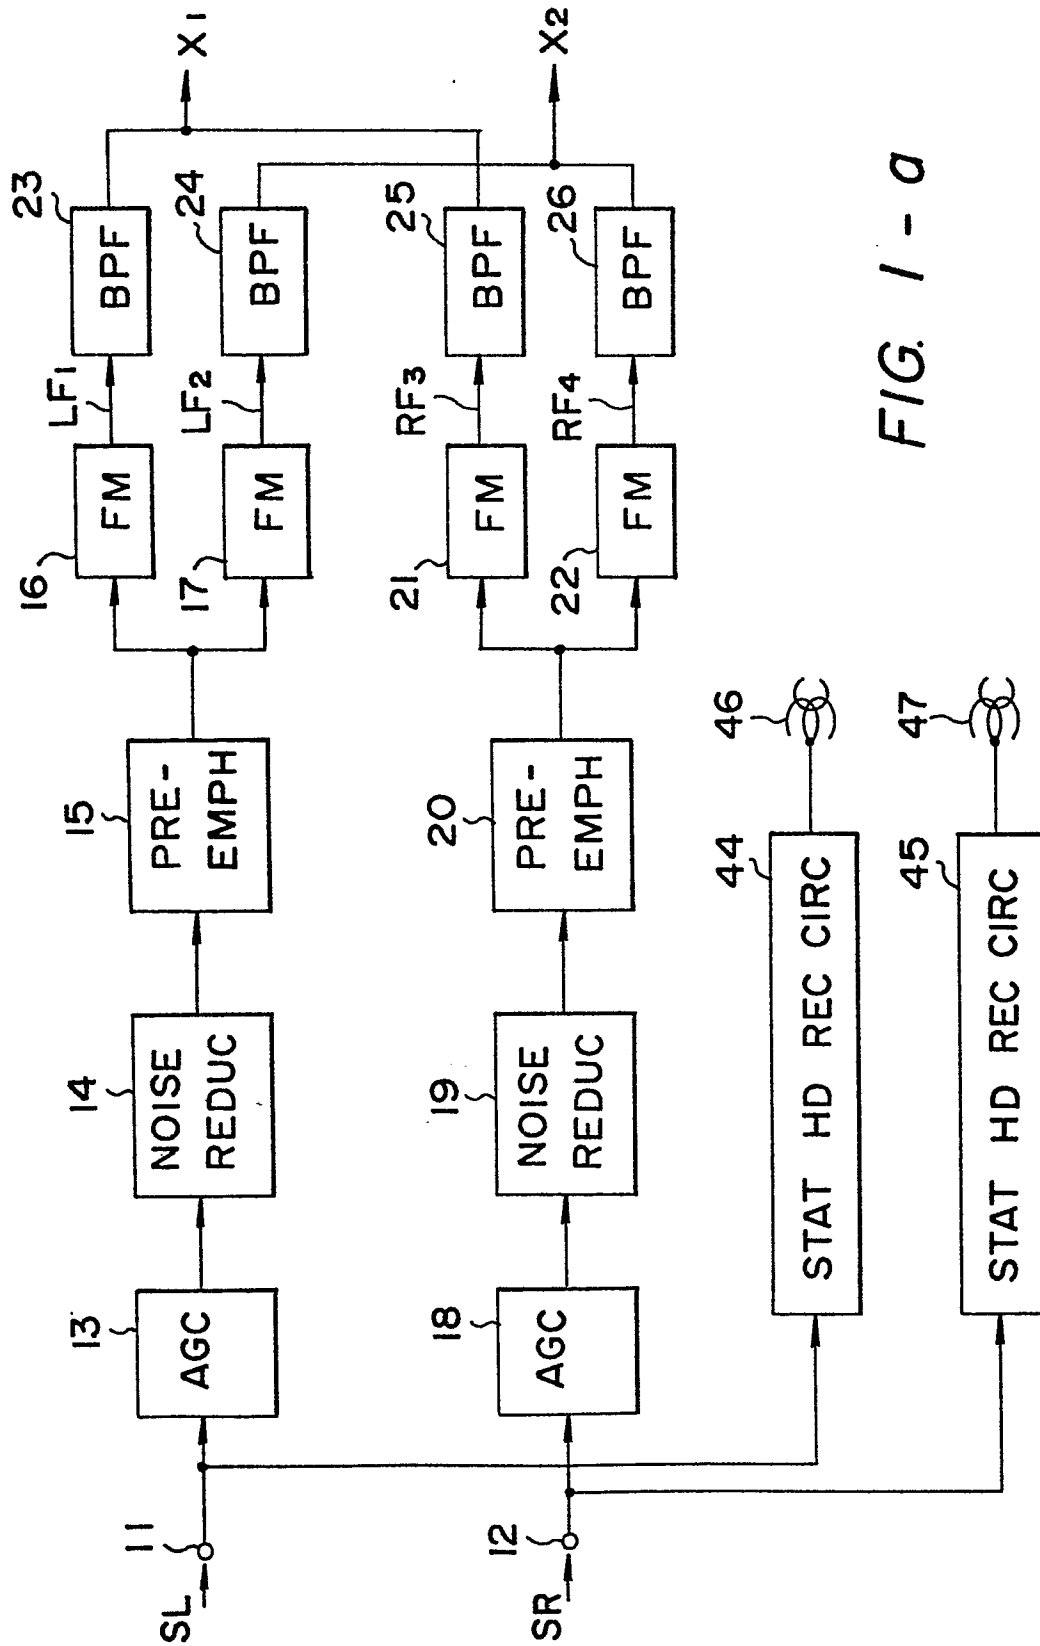 SL
11
13
AGC
14
NOISE
REDUC
15
PRE-
EMPH
16
FM
LF1
23
BPF
X1
17
FM
LF2
24
BPF
X2
SR
12
18
AGC
19
NOISE
REDUC
20
PRE-
EMPH
21
FM
RF3
25
BPF
22
FM
RF4
26
BPF
44
STAT HD REC CIRC
46
45
STAT HD REC CIRC
47
FIG. 1-a